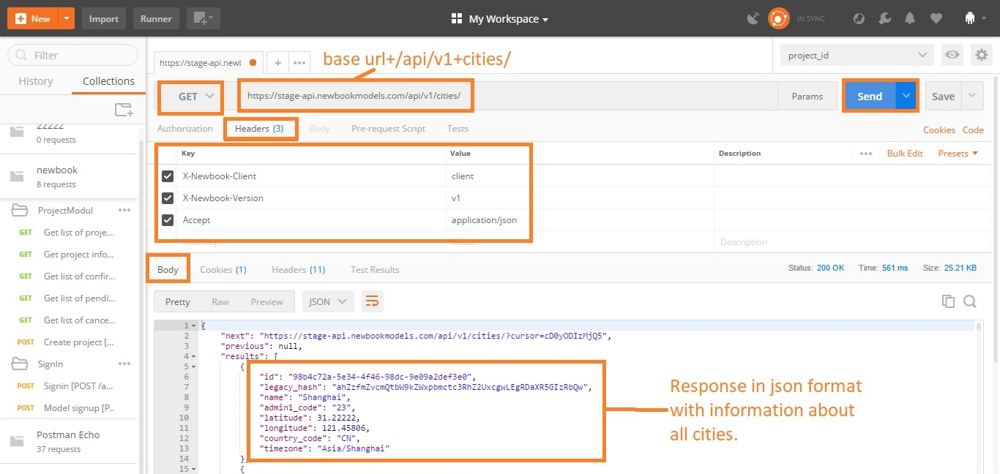 New
Import
Runner
My Workspace
IN SYNC
Filter
History
Collections
22222
0 requests
newbook
8 requests
ProjectModul
GET Get list of proje...
GET Get project info...
GET Get list of confir...
GET Get list of pendi...
GET Get list of cance...
POST Create project [...
SignIn
POST Signin [POST /a...
POST Model signup [P..
Postman Echo
37 requests
https://stage-api.newl
base url+/api/v1+cities/
project_id
GET
https://stage-api.newbookmodels.com/api/v1/cities/
Params
Send
Save
Authorization
Headers (3)
Body
Pre-request Script
Tests
Cookies
Code
Key
Value
Description
Bulk Edit
Presets
X-Newbook-Client client
X-Newbook-Version v1
Accept application/json
New key Value Description
Body
Cookies (1)
Headers (11)
Test Results
Status: 200 OK
Time: 561 ms
Size: 25.21 KB
Pretty
Raw
Preview
JSON
1 {
2 "next": "https://stage-api.newbookmodels.com/api/v1/cities/?cursor=cD0yODIzMjQ5",
3 "previous": null,
4 "results": [
5 {
6 "id": "98b4c72a-5e34-4f46-98dc-9e09a2def3e0",
7 "legacy_hash": "ahZzfmZvcmQtbW9kZWxpbmctc3RhZ2UxcgwLEgRDaXR5GIzRbQw",
8 "name": "Shanghai",
9 "admin1_code": "23",
10 "latitude": 31.22222,
11 "longitude": 121.45806,
12 "country_code": "CN",
13 "timezone": "Asia/Shanghai"
14 },
15 {
Response in json format
with information about
all cities.